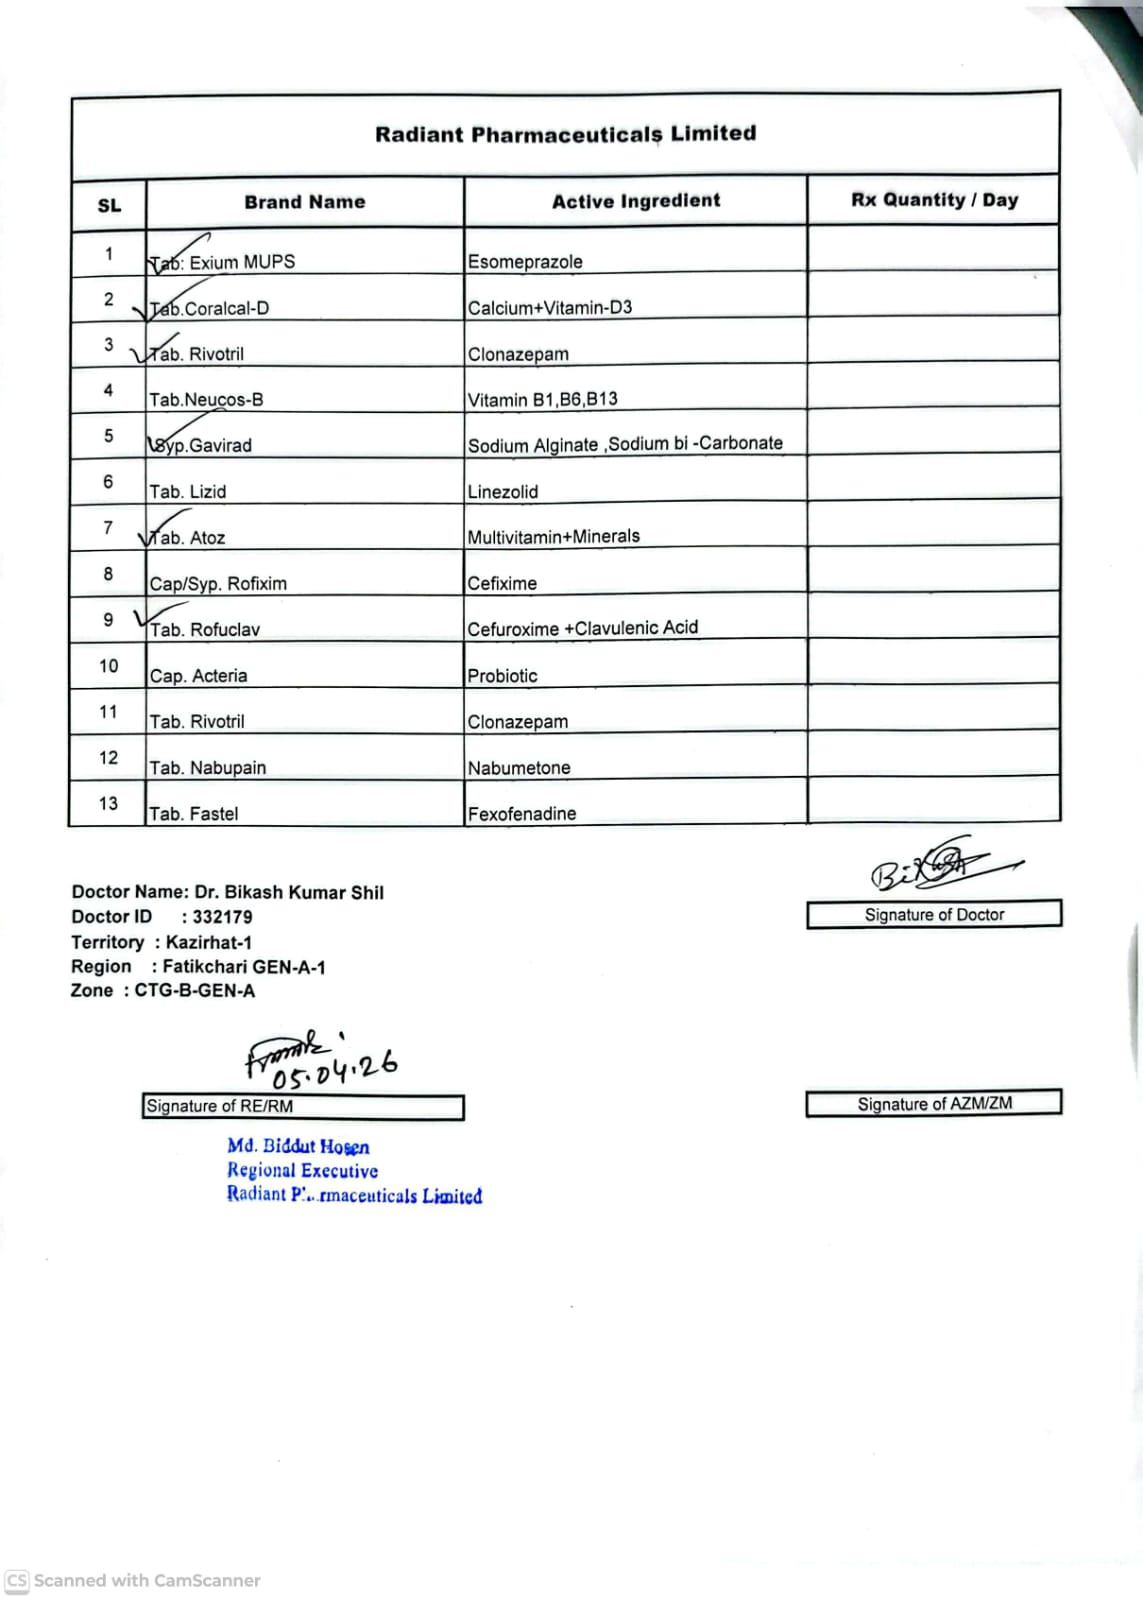 Radiant Pharmaceuticals Limited
SL Brand Name Active Ingredient Rx Quantity / Day
1 Tab: Exium MUPS Esomeprazole
2 Tab.Coralcal-D Calcium+Vitamin-D3
3 Tab. Rivotril Clonazepam
4 Tab.Neucos-B Vitamin B1,B6,B13
5 Syp.Gavirad Sodium Alginate ,Sodium bi -Carbonate
6 Tab. Lizid Linezolid
7 Tab. Atoz Multivitamin+Minerals
8 Cap/Syp. Rofixim Cefixime
9 Tab. Rofuclav Cefuroxime +Clavulenic Acid
10 Cap. Acteria Probiotic
11 Tab. Rivotril Clonazepam
12 Tab. Nabupain Nabumetone
13 Tab. Fastel Fexofenadine
Doctor Name: Dr. Bikash Kumar Shil
Signature of Doctor
Doctor ID : 332179
Territory : Kazirhat-1
Region : Fatikchari GEN-A-1
Zone : CTG-B-GEN-A
05.04.26
Signature of RE/RM
Signature of AZM/ZM
Md. Biddut Hosen
Regional Executive
Radiant Limited
CS Scanned with CamScanner